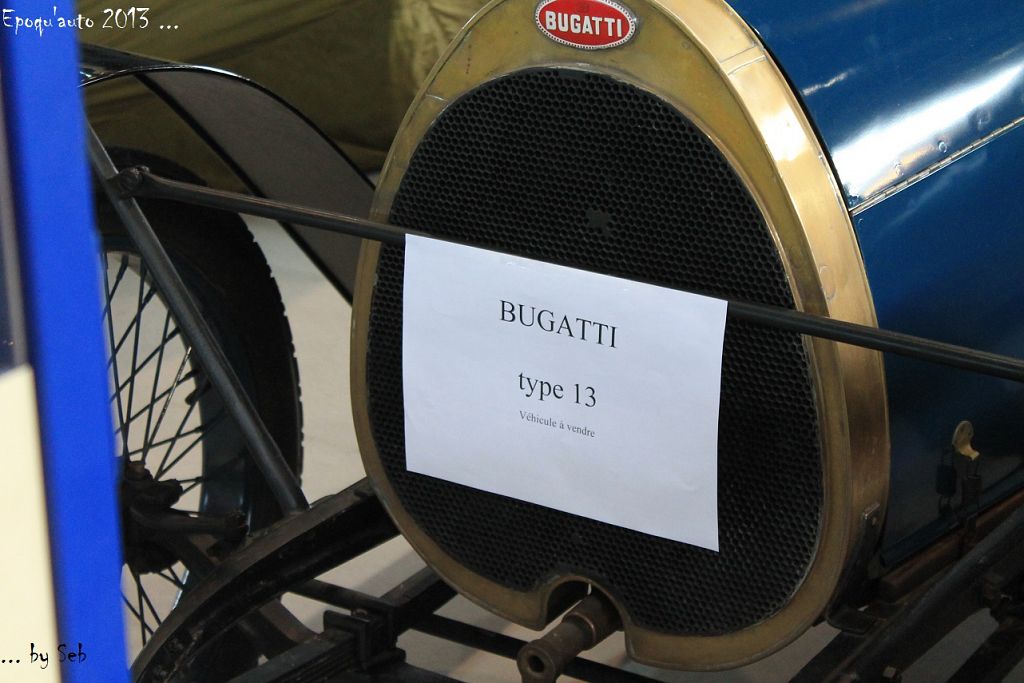 Epoqu'auto 2013 ...
BUGATTI
BUGATTI
type 13
Véhicule à vendre
... by Seb